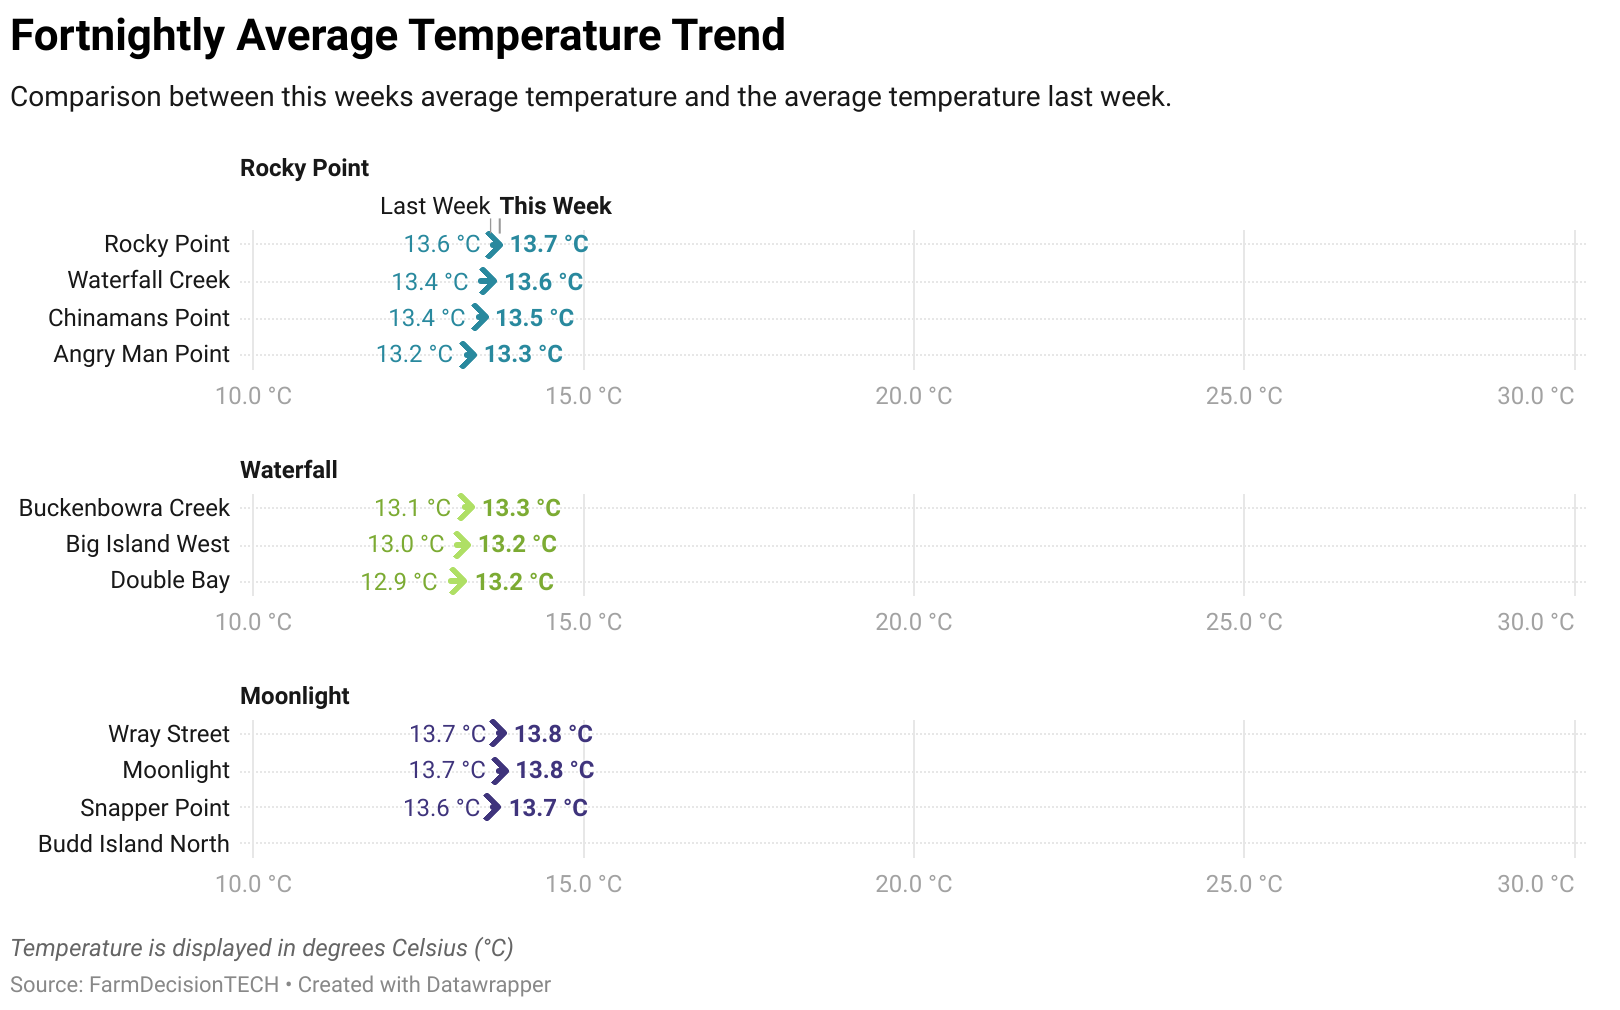 Fortnightly Average Temperature Trend
Comparison between this weeks average temperature and the average temperature last week.
Rocky Point
Last Week This Week
Rocky Point 13.6 °C 13.7 °C
Waterfall Creek 13.4 °C 13.6 °C
Chinamans Point 13.4 °C 13.5 °C
Angry Man Point 13.2 °C 13.3 °C
10.0 °C 15.0 °C 20.0 °C 25.0 °C 30.0 °C
Waterfall
Buckenbowra Creek 13.1 °C 13.3 °C
Big Island West 13.0 °C 13.2 °C
Double Bay 12.9 °C 13.2 °C
10.0 °C 15.0 °C 20.0 °C 25.0 °C 30.0 °C
Moonlight
Wray Street 13.7 °C 13.8 °C
Moonlight 13.7 °C 13.8 °C
Snapper Point 13.6 °C 13.7 °C
Budd Island North
10.0 °C 15.0 °C 20.0 °C 25.0 °C 30.0 °C
Temperature is displayed in degrees Celsius (°C)
Source: FarmDecisionTECH • Created with Datawrapper